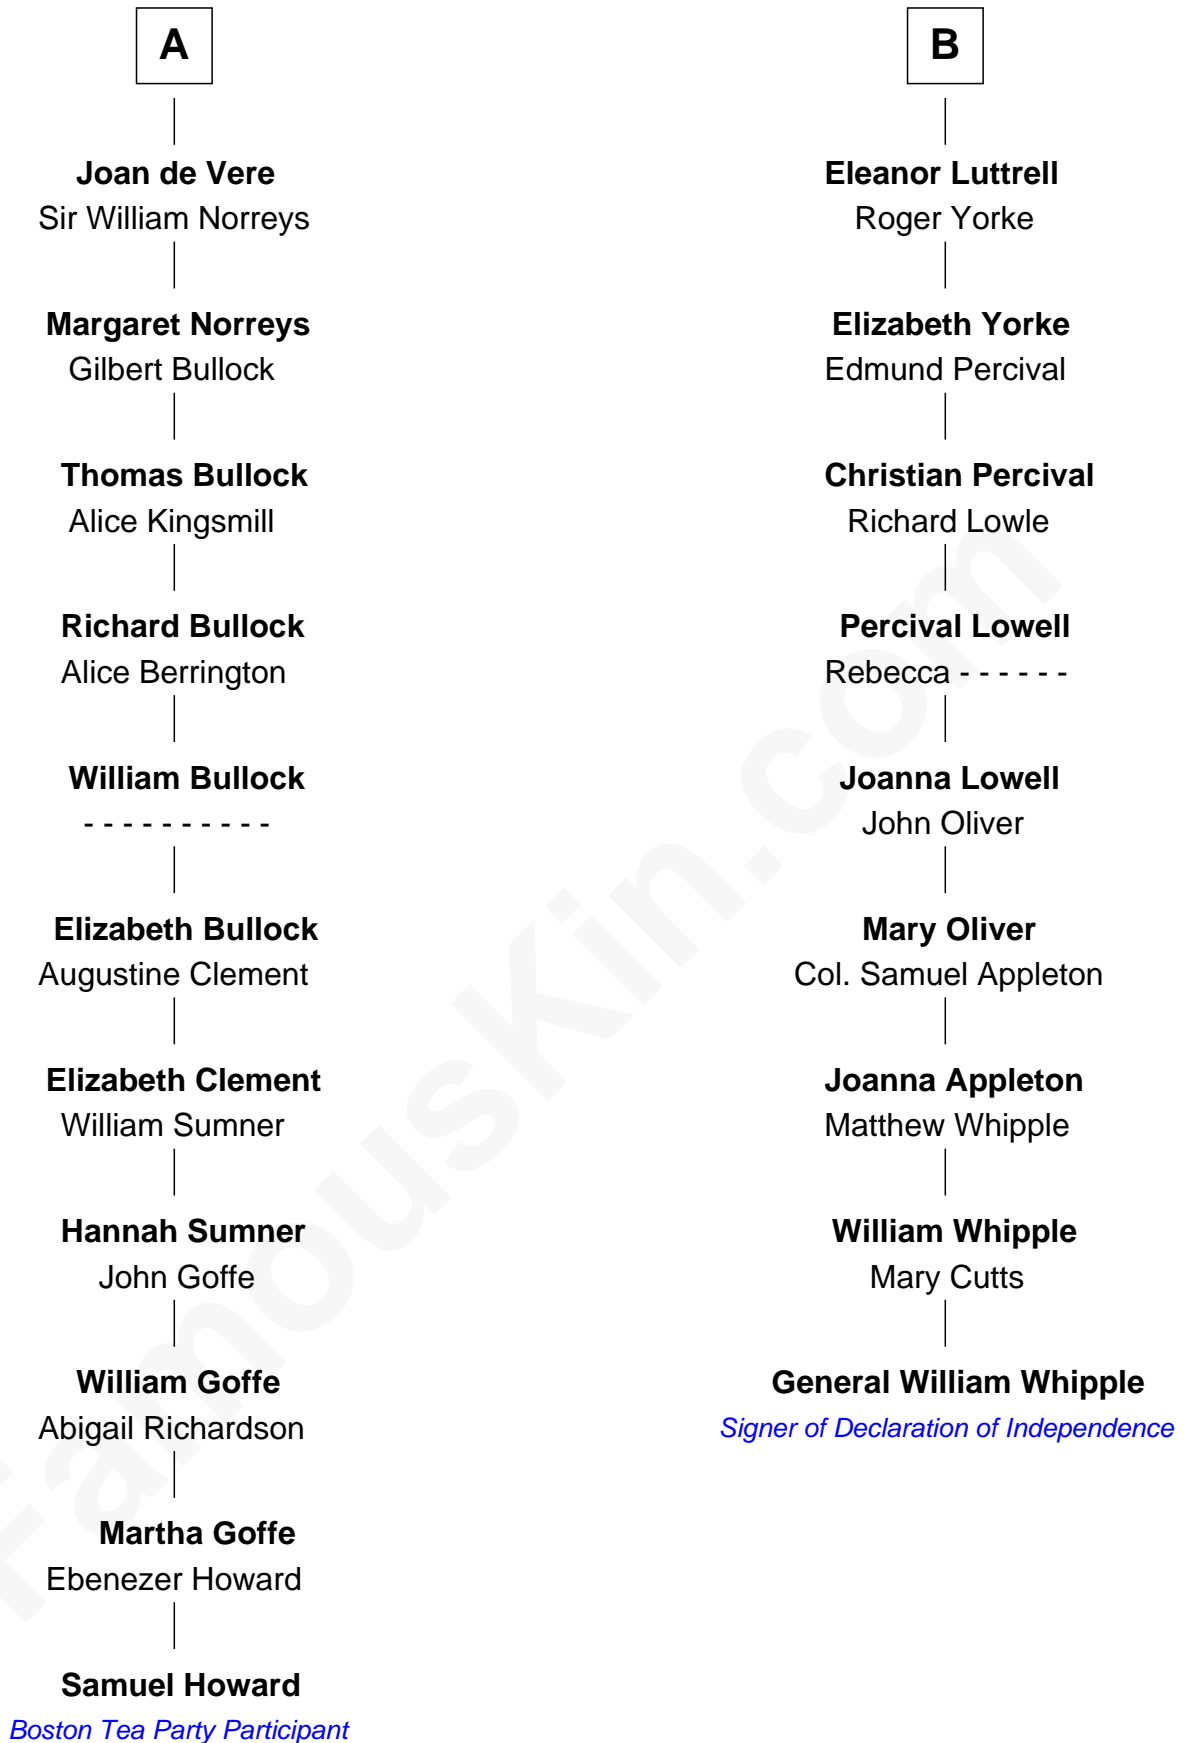 A
Joan de Vere
Sir William Norreys
Margaret Norreys
Gilbert Bullock
Thomas Bullock
Alice Kingsmill
Richard Bullock
Alice Berrington
William Bullock
- - - - - - - - - -
Elizabeth Bullock
Augustine Clement
Elizabeth Clement
William Sumner
Hannah Sumner
John Goffe
William Goffe
Abigail Richardson
Martha Goffe
Ebenezer Howard
Samuel Howard
Boston Tea Party Participant
B
Eleanor Luttrell
Roger Yorke
Elizabeth Yorke
Edmund Percival
Christian Percival
Richard Lowle
Percival Lowell
Rebecca - - - - - -
Joanna Lowell
John Oliver
Mary Oliver
Col. Samuel Appleton
Joanna Appleton
Matthew Whipple
William Whipple
Mary Cutts
General William Whipple
Signer of Declaration of Independence
FamousKin.com